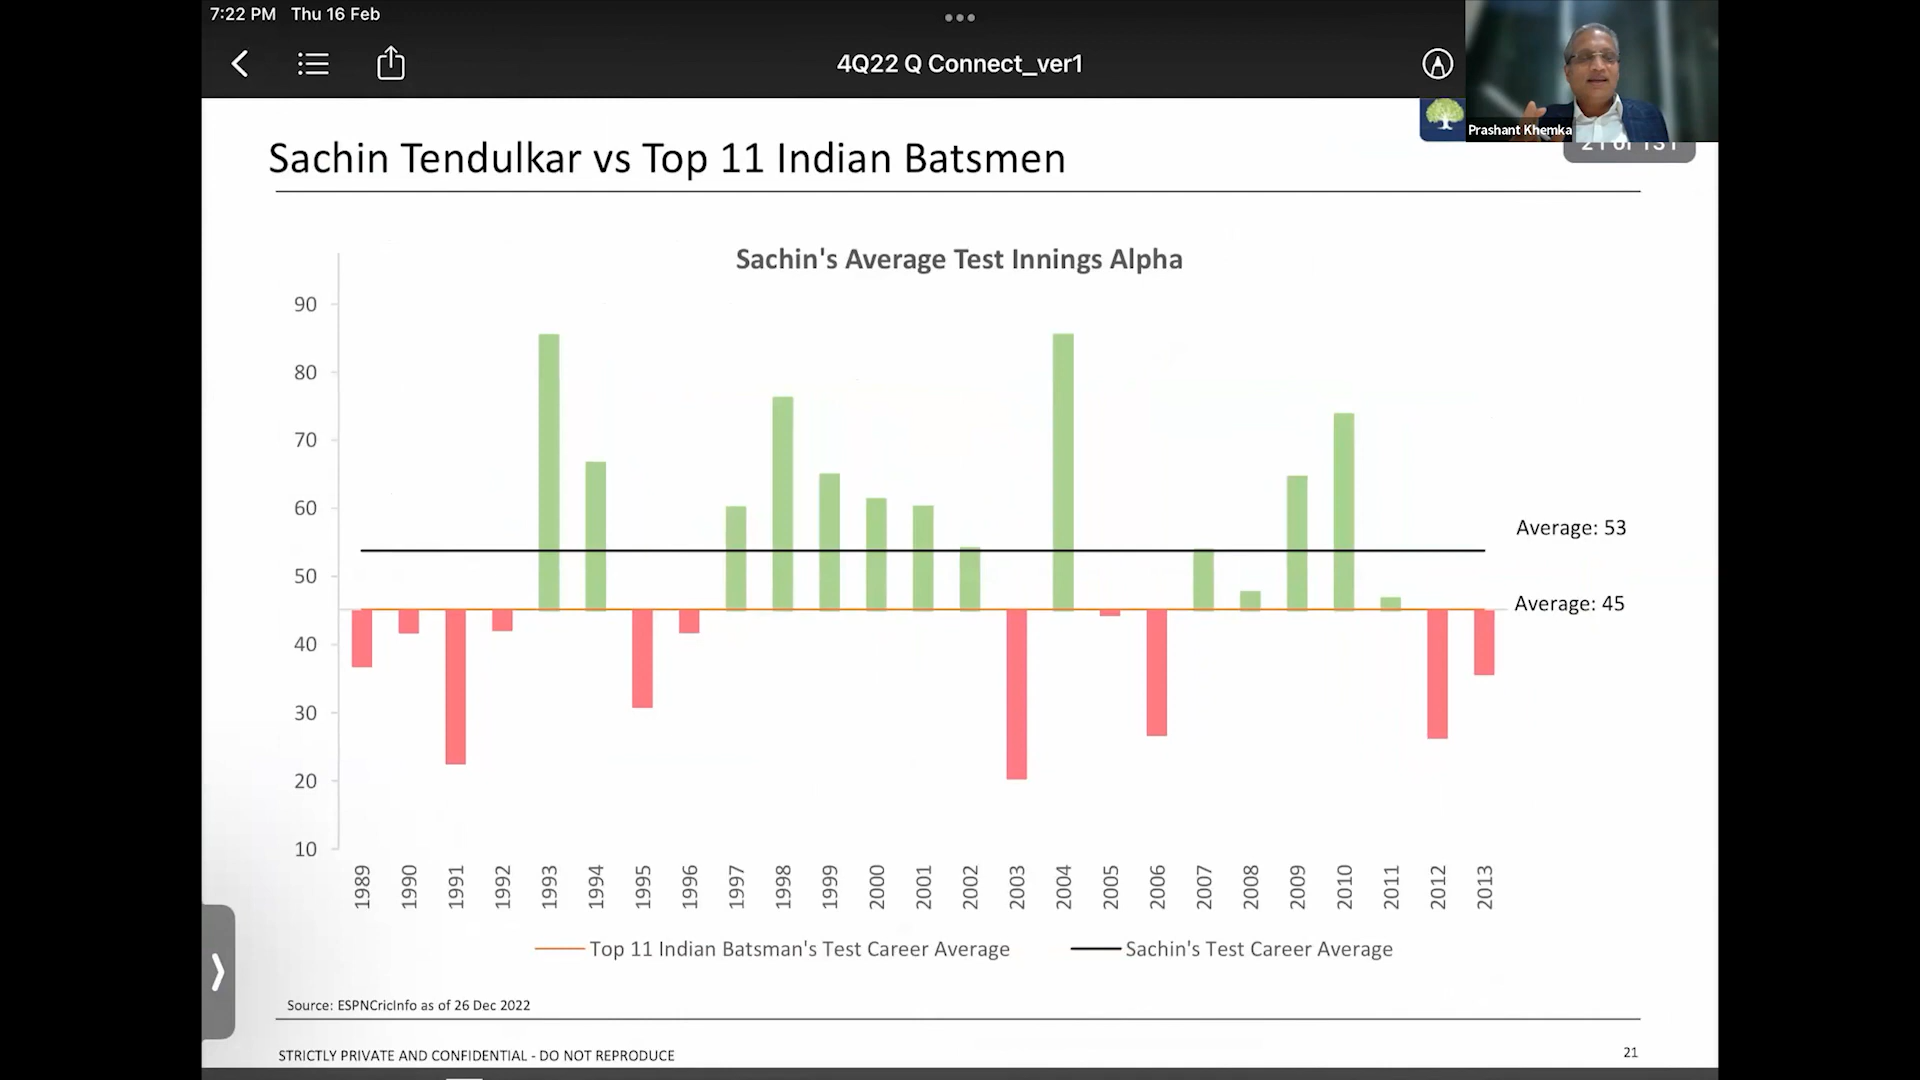 7:22 PM Thu 16 Feb
4Q22 Q Connect_ver1
Prashant Khemka
21 of 131
Sachin Tendulkar vs Top 11 Indian Batsmen
Sachin's Average Test Innings Alpha
90
80
70
60
50
40
30
20
10
Average: 53
Average: 45
1989 1990 1991 1992 1993 1994 1995 1996 1997 1998 1999 2000 2001 2002 2003 2004 2005 2006 2007 2008 2009 2010 2011 2012 2013
Top 11 Indian Batsman's Test Career Average Sachin's Test Career Average
Source: ESPNCricInfo as of 26 Dec 2022
STRICTLY PRIVATE AND CONFIDENTIAL - DO NOT REPRODUCE
21